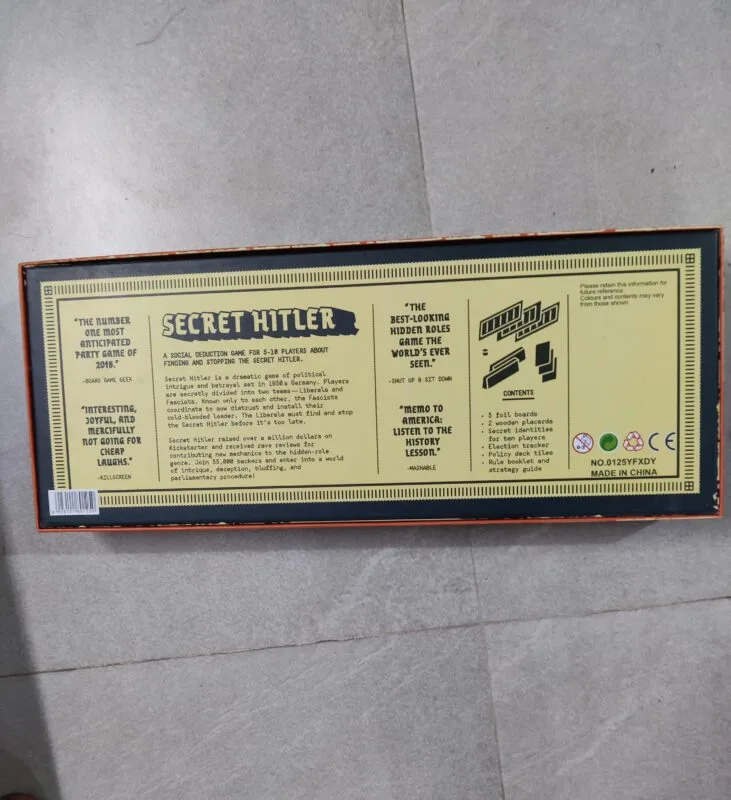 "THE NUMBER
ONE MOST
ANTICIPATED
PARTY GAME OF
2016."
-BOARD GAME GEEK
"INTERESTING,
JOYFUL, AND
MERCIFULLY
NOT GOING FOR
CHEAP
LAUGHS."
-KILLSCREEN
SECRET HITLER
A SOCIAL DEDUCTION GAME FOR 5-10 PLAYERS ABOUT
FINDING AND STOPPING THE SECRET HITLER.
Secret Hitler is a dramatic game of political
intrigue and betrayal set in 1930s Germany. Players
are secretly divided into two teams—Liberals and
Fascists. Known only to each other, the Fascists
coordinate to sow distrust and install their
cold-blooded leader. The Liberals must find and stop
the Secret Hitler before it's too late.
Secret Hitler raised over a million dollars on
Kickstarter and received rave reviews for
contributing new mechanics to the hidden-role
genre. Join 35,000 backers and enter into a world
of intrigue, deception, bluffing, and
parliamentary procedure!
"THE
BEST-LOOKING
HIDDEN ROLES
GAME THE
WORLD'S EVER
SEEN."
-SHUT UP & SIT DOWN
"MEMO TO
AMERICA:
LISTEN TO THE
HISTORY
LESSON."
-MASHABLE
CONTENTS
• 3 foil boards
• 2 wooden placards
• Secret identities
for ten players
• Election tracker
• Policy deck tiles
• Rule booklet and
strategy guide
Please retain this information for
future reference.
Colours and contents may vary
from those shown
0-3
CE
NO.0125YFXDY
MADE IN CHINA